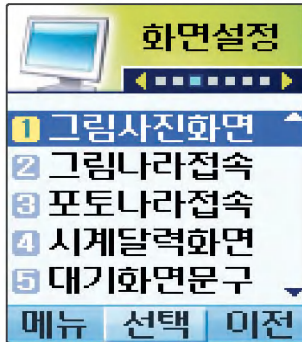 화면설정
1 그림사진화면
2 그림나라접속
3 포토나라접속
4 시계달력화면
5 대기화면문구
메뉴 선택 이전